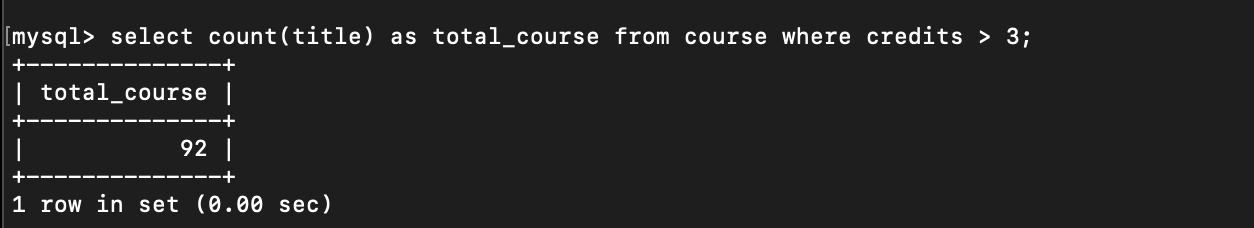 [mysql> select count(title) as total_course from course where credits > 3;
+--------------+
| total_course |
+--------------+
|           92 |
+--------------+
1 row in set (0.00 sec)